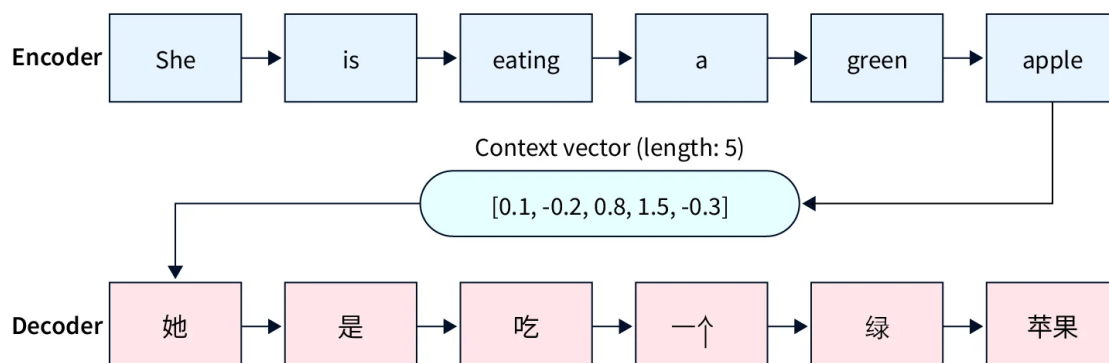 Encoder She is eating a green apple
Context vector (length: 5)
[0.1, -0.2, 0.8, 1.5, -0.3]
Decoder 她 是 吃 一个 绿 苹果